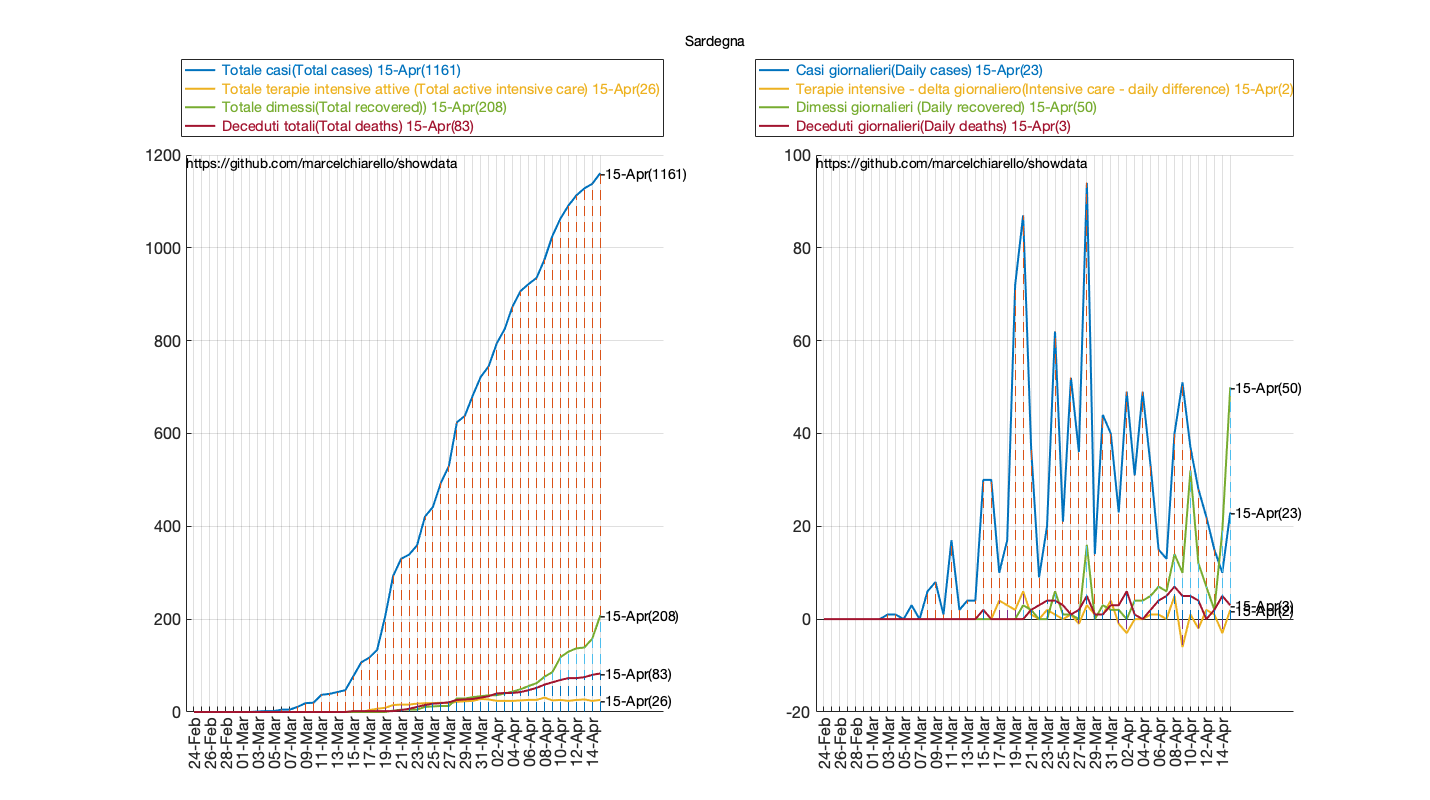 Sardegna
Totale casi(Total cases) 15-Apr(1161)
Totale terapie intensive attive (Total active intensive care) 15-Apr(26)
Totale dimessi(Total recovered)) 15-Apr(208)
Deceduti totali(Total deaths) 15-Apr(83)
1200
1000
800
600
400
200
0
https://github.com/marcelchiarello/showdata
15-Apr(1161)
15-Apr(208)
15-Apr(83)
15-Apr(26)
24-Feb
26-Feb
28-Feb
01-Mar
03-Mar
05-Mar
07-Mar
09-Mar
11-Mar
13-Mar
15-Mar
17-Mar
19-Mar
21-Mar
23-Mar
25-Mar
27-Mar
29-Mar
31-Mar
02-Apr
04-Apr
06-Apr
08-Apr
10-Apr
12-Apr
14-Apr
Casi giornalieri(Daily cases) 15-Apr(23)
Terapie intensive - delta giornaliero(Intensive care - daily difference) 15-Apr(2)
Dimessi giornalieri (Daily recovered) 15-Apr(50)
Deceduti giornalieri(Daily deaths) 15-Apr(3)
100
80
60
40
20
0
-20
https://github.com/marcelchiarello/showdata
15-Apr(50)
15-Apr(23)
15-Apr(3)
15-Apr(2)
24-Feb
26-Feb
28-Feb
01-Mar
03-Mar
05-Mar
07-Mar
09-Mar
11-Mar
13-Mar
15-Mar
17-Mar
19-Mar
21-Mar
23-Mar
25-Mar
27-Mar
29-Mar
31-Mar
02-Apr
04-Apr
06-Apr
08-Apr
10-Apr
12-Apr
14-Apr